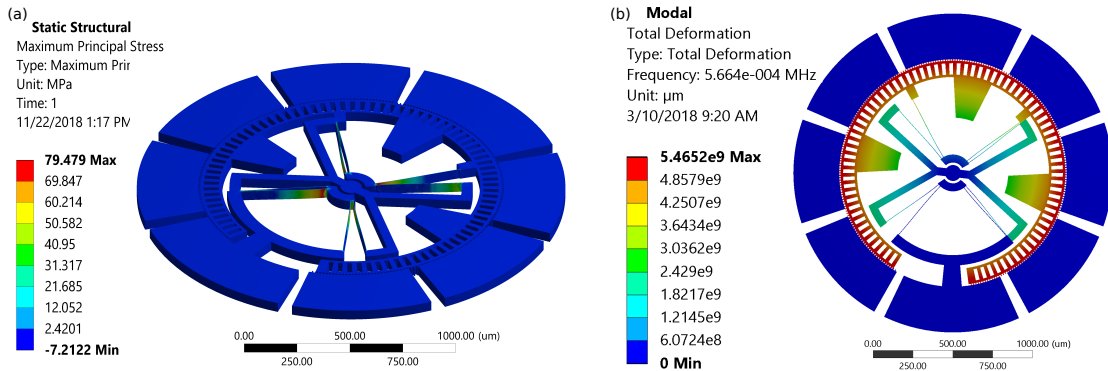 (a)
Static Structural
Maximum Principal Stress
Type: Maximum Prin
Unit: MPa
Time: 1
11/22/2018 1:17 PM
79.479 Max
69.847
60.214
50.582
40.95
31.317
21.685
12.052
2.4201
-7.2122 Min
0.00 500.00 1000.00 (um)
250.00 750.00
(b) Modal
Total Deformation
Type: Total Deformation
Frequency: 5.664e-004 MHz
Unit: μm
3/10/2018 9:20 AM
5.4652e9 Max
4.8579e9
4.2507e9
3.6434e9
3.0362e9
2.429e9
1.8217e9
1.2145e9
6.0724e8
0 Min
0.00 500.00 1000.00 (um)
250.00 750.00